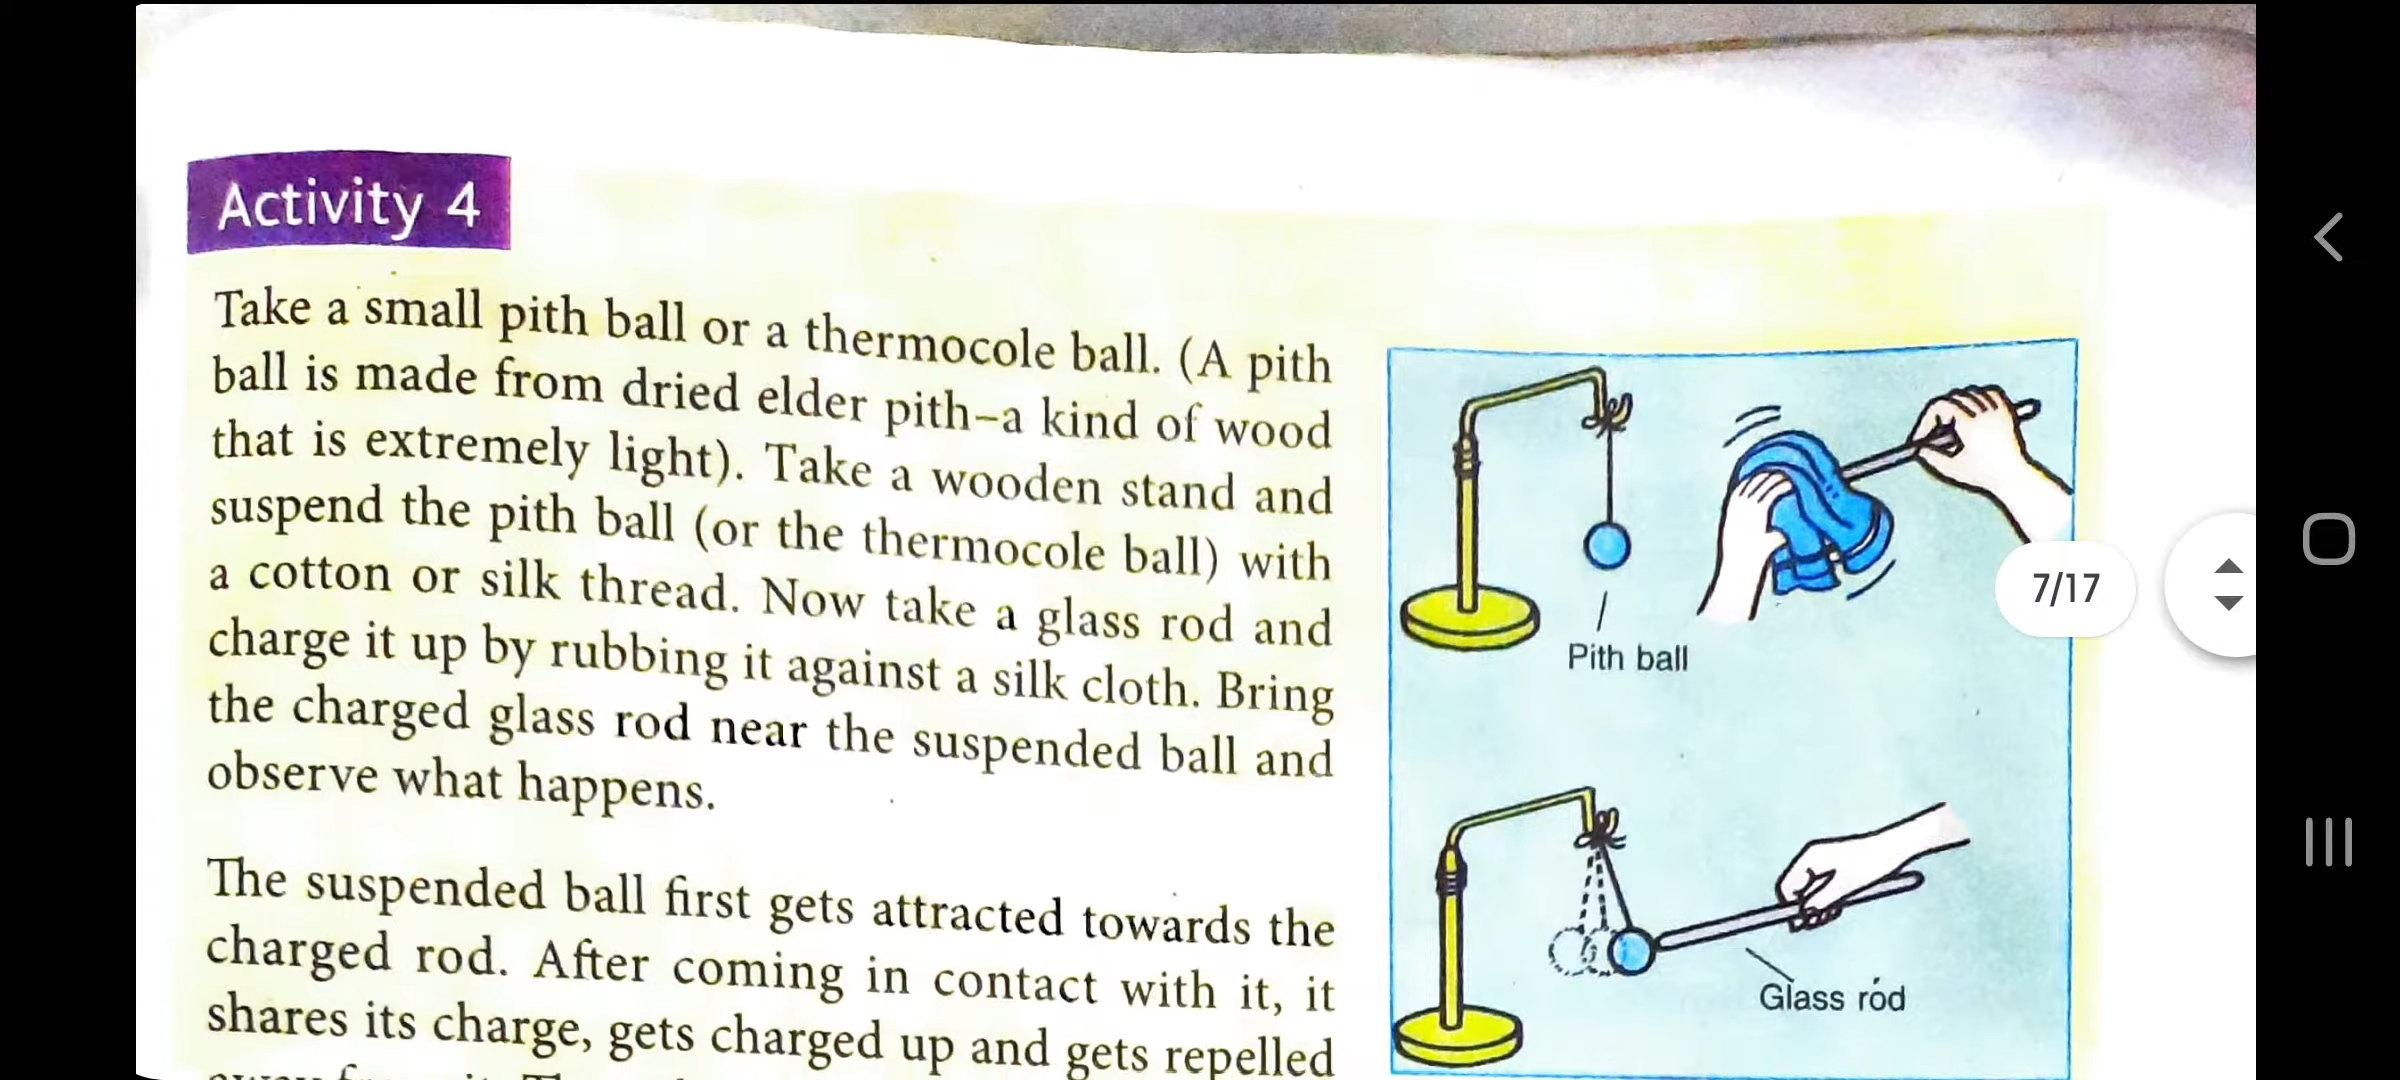 Activity 4
Take a small pith ball or a thermocole ball. (A pith
ball is made from dried elder pith–a kind of wood
that is extremely light). Take a wooden stand and
suspend the pith ball (or the thermocole ball) with
a cotton or silk thread. Now take a glass rod and
charge it up by rubbing it against a silk cloth. Bring
the charged glass rod near the suspended ball and
observe what happens.
The suspended ball first gets attracted towards the
charged rod. After coming in contact with it, it
shares its charge, gets charged up and gets repelled
Pith ball
7/17
Glass rod